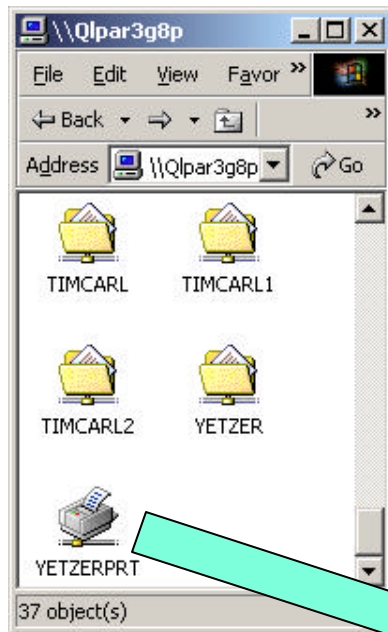 \\Qlpar3g8p
File Edit View Favor »
Back »
Address \\Qlpar3g8p Go
TIMCARL TIMCARL1
TIMCARL2 YETZER
YETZERPRT
37 object(s)